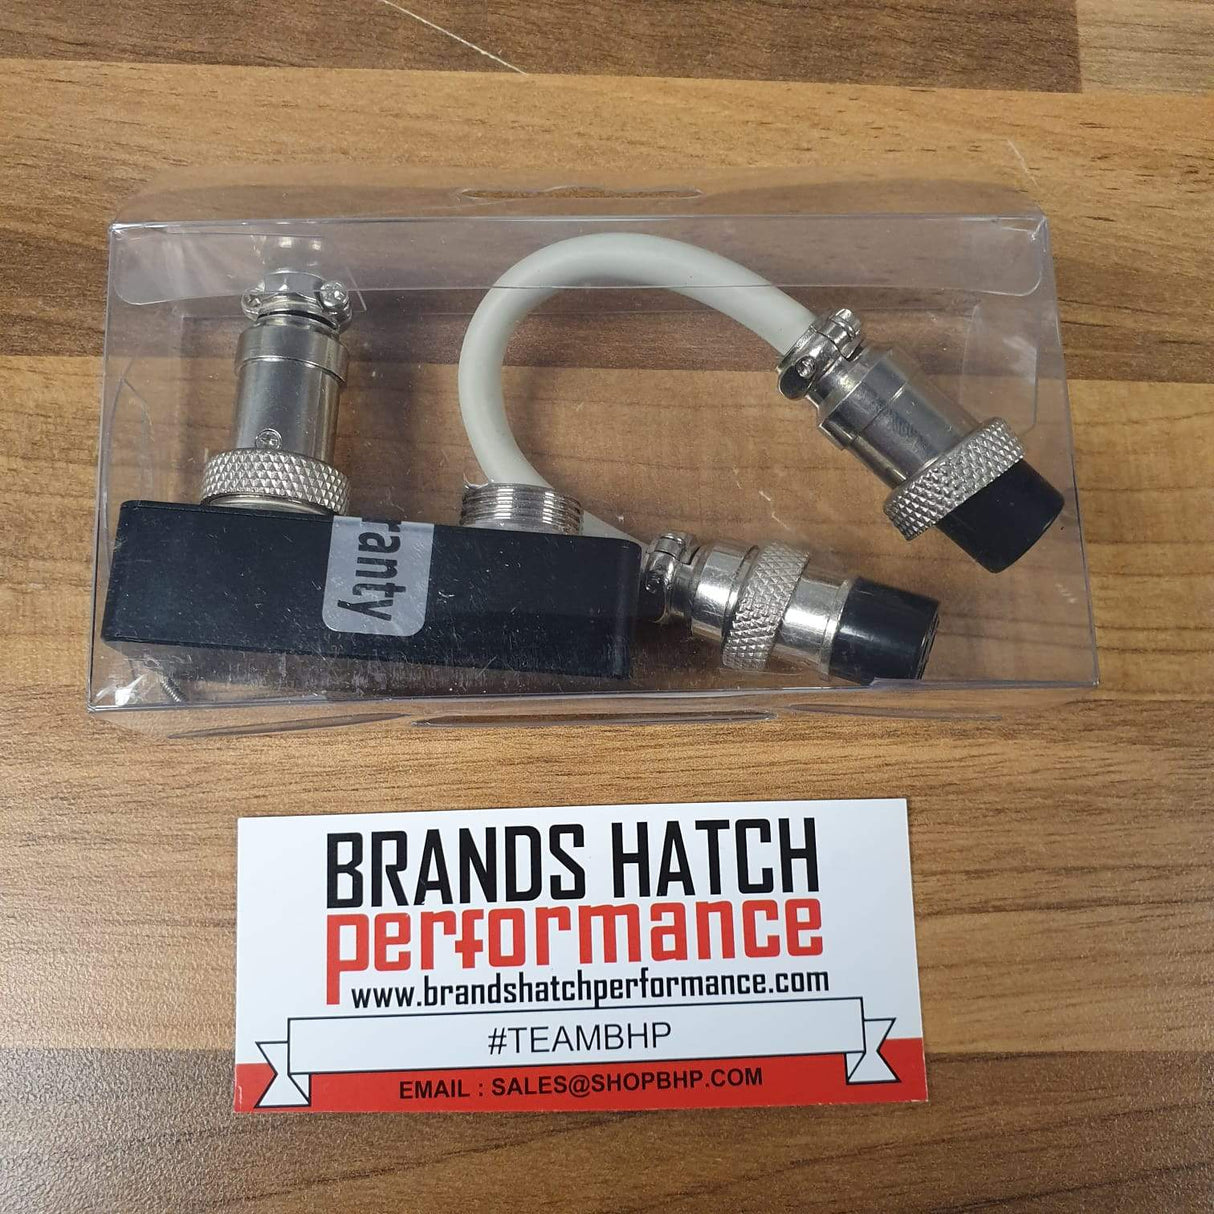 ranty
BRANDS HATCH
performance
www.brandshatchperformance.com
#TEAMBHP
EMAIL : SALES@SHOPBHP.COM